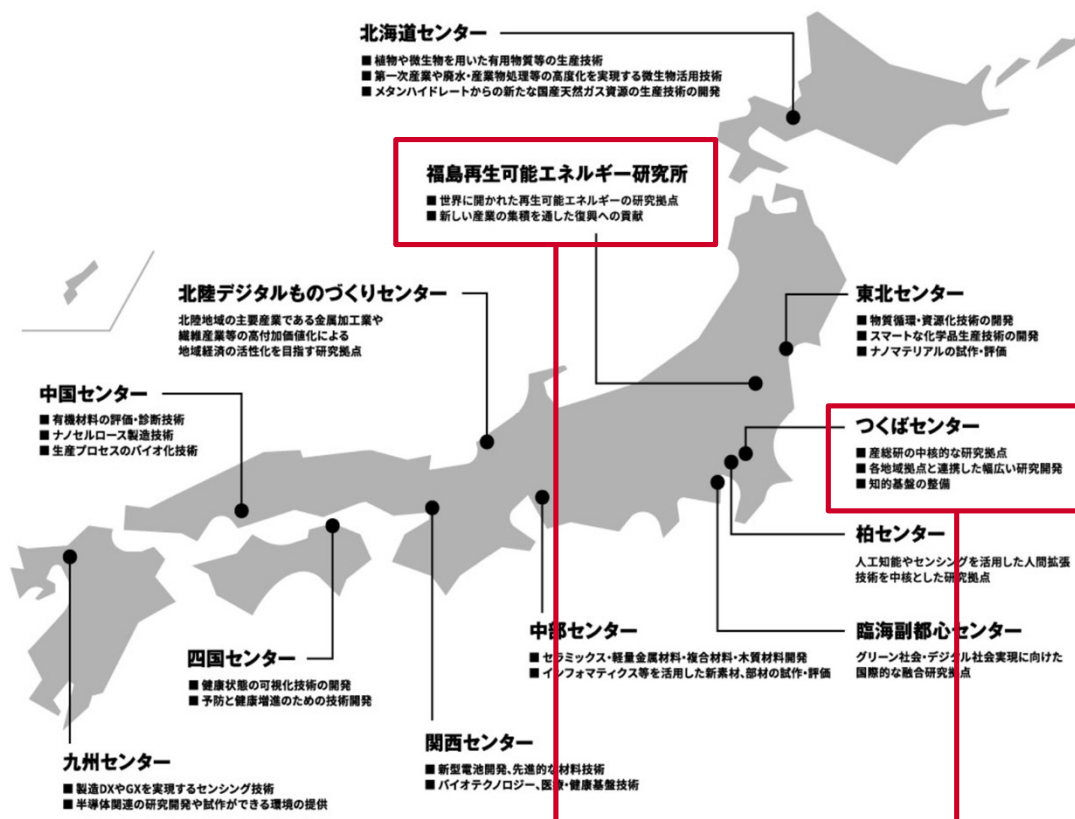 北海道センター
■ 植物や微生物を用いた有用物質等の生産技術
■ 第一次産業や廃水・産業物処理等の高度化を実現する微生物活用技術
■ メタンハイドレートからの新たな国産天然ガス資源の生産技術の開発
福島再生可能エネルギー研究所
■ 世界に開かれた再生可能エネルギーの研究拠点
■ 新しい産業の集積を通した復興への貢献
北陸デジタルものづくりセンター
北陸地域の主要産業である金属加工業や
繊維産業等の高付加価値化による
地域経済の活性化を目指す研究拠点
東北センター
■ 物質循環・資源化技術の開発
■ スマートな化学品生産技術の開発
■ ナノマテリアルの試作・評価
中国センター
■ 有機材料の評価・診断技術
■ ナノセルロース製造技術
■ 生産プロセスのバイオ化技術
つくばセンター
■ 産総研の中核的な研究拠点
■ 各地域拠点と連携した幅広い研究開発
■ 知的基盤の整備
柏センター
人工知能やセンシングを活用した人間拡張
技術を中核とした研究拠点
臨海副都心センター
グリーン社会・デジタル社会実現に向けた
国際的な融合研究拠点
中部センター
■ セラミックス・軽量金属材料・複合材料・木質材料開発
■ インフォマティクス等を活用した新素材、部材の試作・評価
四国センター
■ 健康状態の可視化技術の開発
■ 予防と健康増進のための技術開発
関西センター
■ 新型電池開発、先進的な材料技術
■ バイオテクノロジー、医療・健康基盤技術
九州センター
■ 製造DXやGXを実現するセンシング技術
■ 半導体関連の研究開発や試作ができる環境の提供